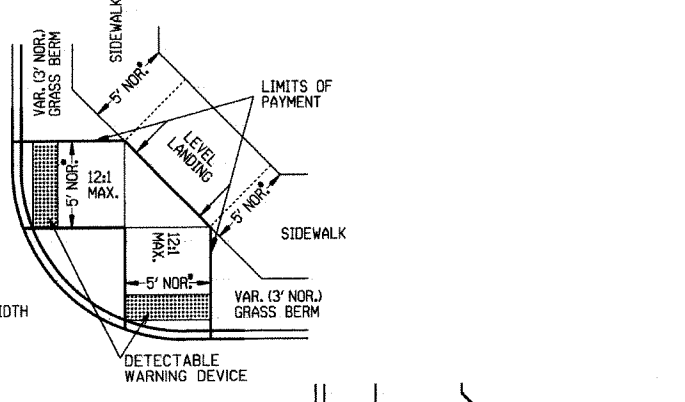 SIDEWALK
VAR. (3' NOR.)
GRASS BERM
5' NOR.*
LIMITS OF
PAYMENT
LEVEL
LANDING
12:1
MAX.
5' NOR.*
5' NOR.*
SIDEWALK
12:1
MAX.
5' NOR.*
VAR. (3' NOR.)
GRASS BERM
DETECTABLE
WARNING DEVICE